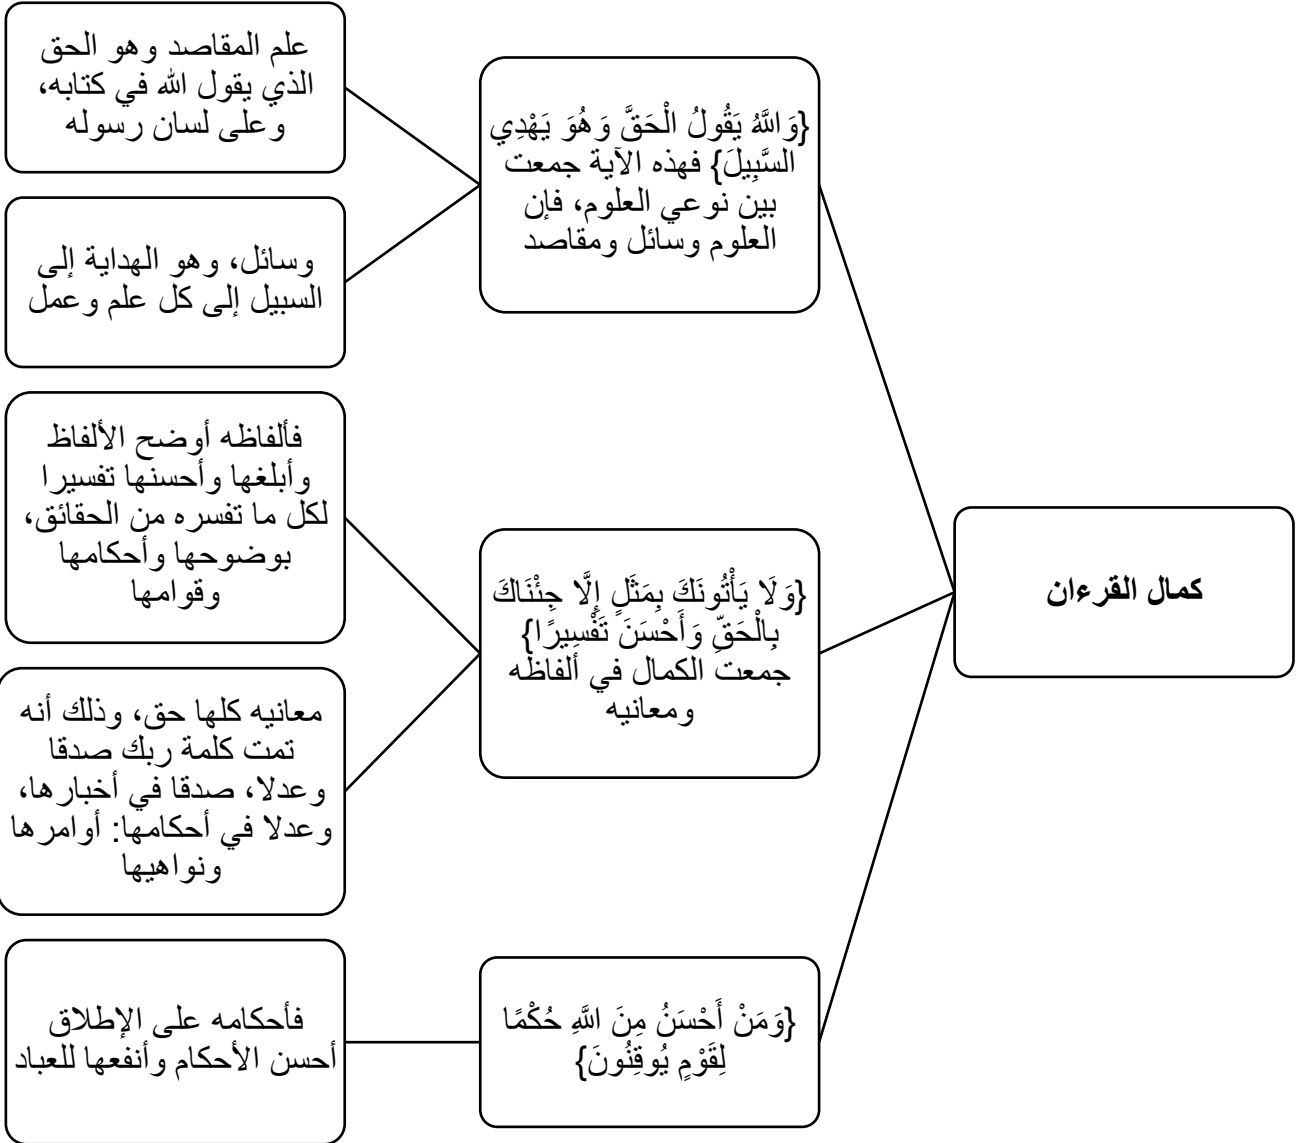 كمال القرءان
{وَاللَّهُ يَقُولُ الْحَقَّ وَهُوَ يَهْدِي
السَّبِيلَ} فهذه الآية جمعت
بين نوعي العلوم، فإن
العلوم وسائل ومقاصد
علم المقاصد وهو الحق
الذي يقول الله في كتابه،
وعلى لسان رسوله
وسائل، وهو الهداية إلى
السبيل إلى كل علم وعمل
{وَلَا يَأْتُونَكَ بِمَثَلٍ إِلَّا جِئْنَاكَ
بِالْحَقِّ وَأَحْسَنَ تَفْسِيرًا}
جمعت الكمال في ألفاظه
ومعانيه
فألفاظه أوضح الألفاظ
وأبلغها وأحسنها تفسيرا
لكل ما تفسره من الحقائق،
بوضوحها وأحكامها
وقوامها
معانيه كلها حق، وذلك أنه
تمت كلمة ربك صدقا
وعدلا، صدقا في أخبارها،
وعدلا في أحكامها: أوامرها
ونواهيها
{وَمَنْ أَحْسَنُ مِنَ اللَّهِ حُكْمًا
لِقَوْمٍ يُوقِنُونَ}
فأحكامه على الإطلاق
أحسن الأحكام وأنفعها للعباد